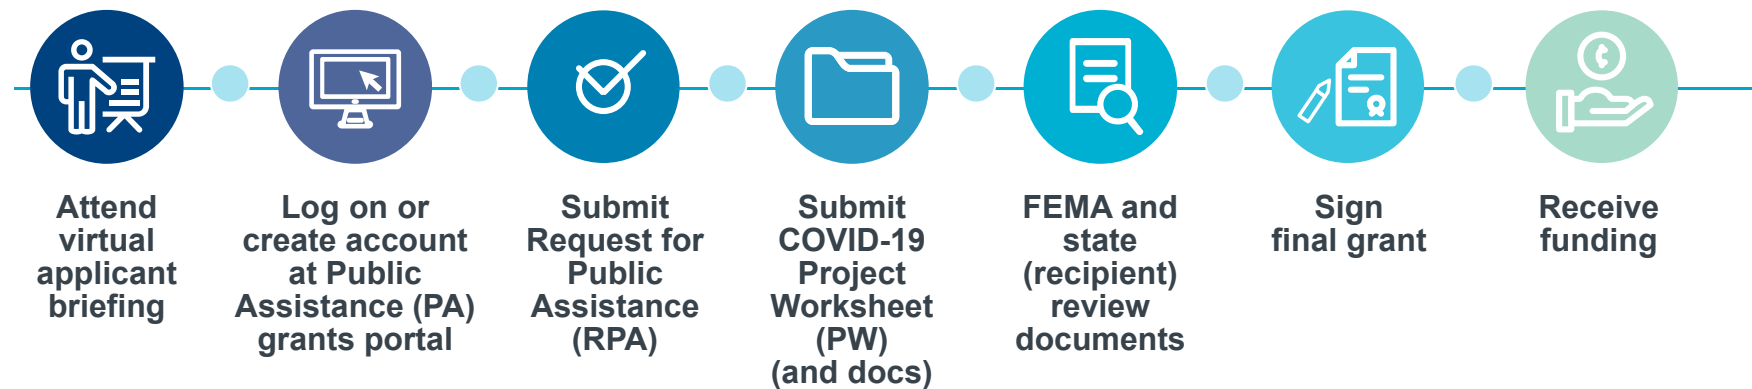 Attend
virtual
applicant
briefing
Log on or
create account
at Public
Assistance (PA)
grants portal
Submit
Request for
Public
Assistance
(RPA)
Submit
COVID-19
Project
Worksheet
(PW)
(and docs)
FEMA and
state
(recipient)
review
documents
Sign
final grant
Receive
funding